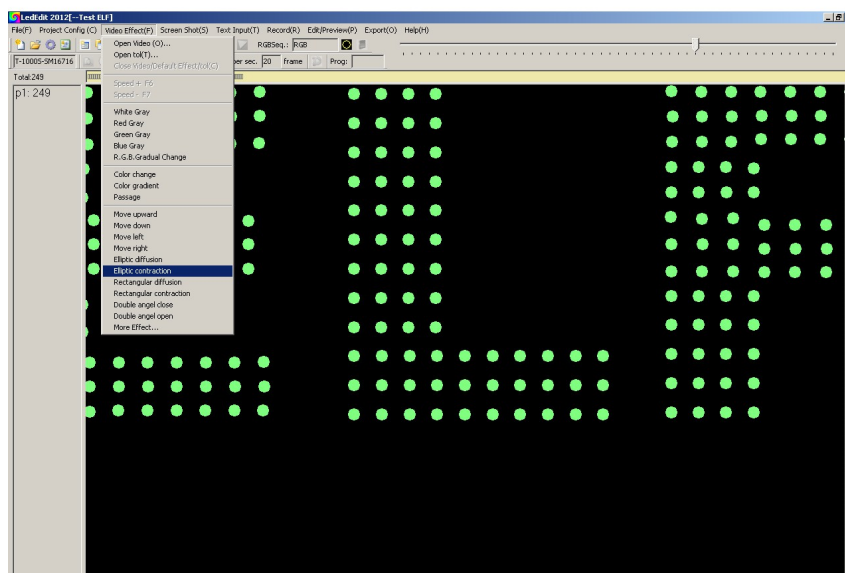 LedEdit 2012[--Test ELF]
File(F) Project Config (C) Video Effect(F) Screen Shot(S) Text Input(T) Record(R) Edit/Preview(P) Export(O) Help(H)
RGBSeq.: RGB
T-1000S-SM16716 per sec. 20 frame Prog:
Total:249
p1: 249
Open Video (O)...
Open tol(T)...
Close Video/Default Effect/tol(C)
Speed + F6
Speed - F7
White Gray
Red Gray
Green Gray
Blue Gray
R.G.B.Gradual Change
Color change
Color gradient
Passage
Move upward
Move down
Move left
Move right
Elliptic diffusion
Elliptic contraction
Rectangular diffusion
Rectangular contraction
Double angel close
Double angel open
More Effect...